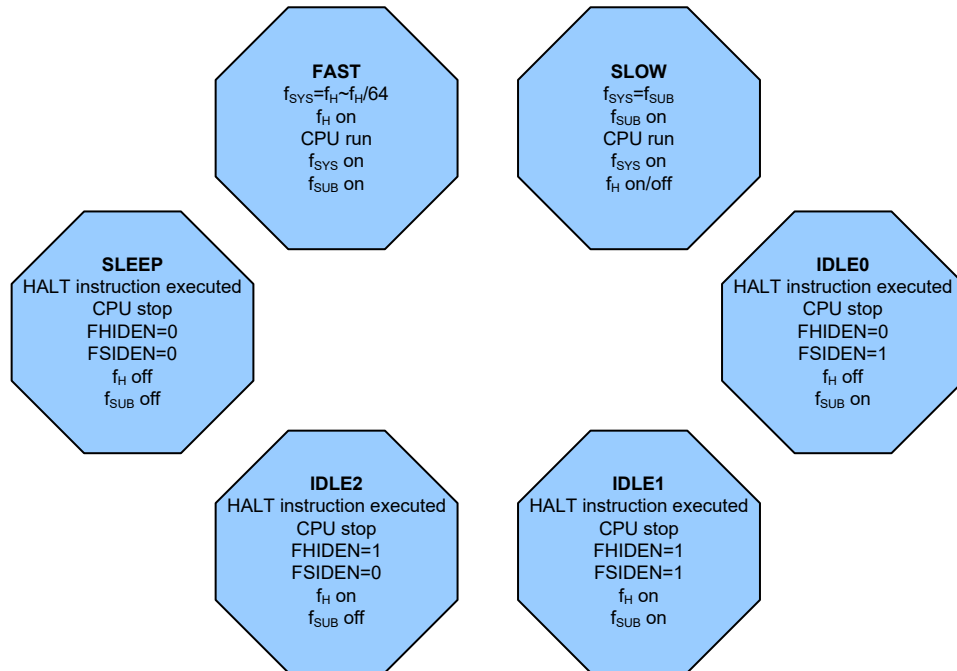 FAST
fSYS=fH~fH/64
fH on
CPU run
fSYS on
fSUB on
SLOW
fSYS=fSUB
fSUB on
CPU run
fSYS on
fH on/off
SLEEP
HALT instruction executed
CPU stop
FHIDEN=0
FSIDEN=0
fH off
fSUB off
IDLE0
HALT instruction executed
CPU stop
FHIDEN=0
FSIDEN=1
fH off
fSUB on
IDLE2
HALT instruction executed
CPU stop
FHIDEN=1
FSIDEN=0
fH on
fSUB off
IDLE1
HALT instruction executed
CPU stop
FHIDEN=1
FSIDEN=1
fH on
fSUB on